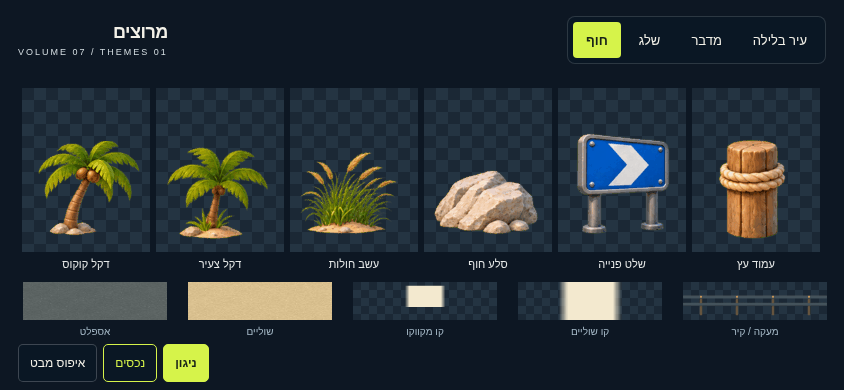 מרוצים
VOLUME 07 / THEMES 01
חוף
שלג
מדבר
עיר בלילה
דקל קוקוס
דקל צעיר
עשב חולות
סלע חוף
שלט פנייה
עמוד עץ
אספלט
שוליים
קו מקווקו
קו שוליים
מעקה / קיר
איפוס מבט
נכסים
ניגון